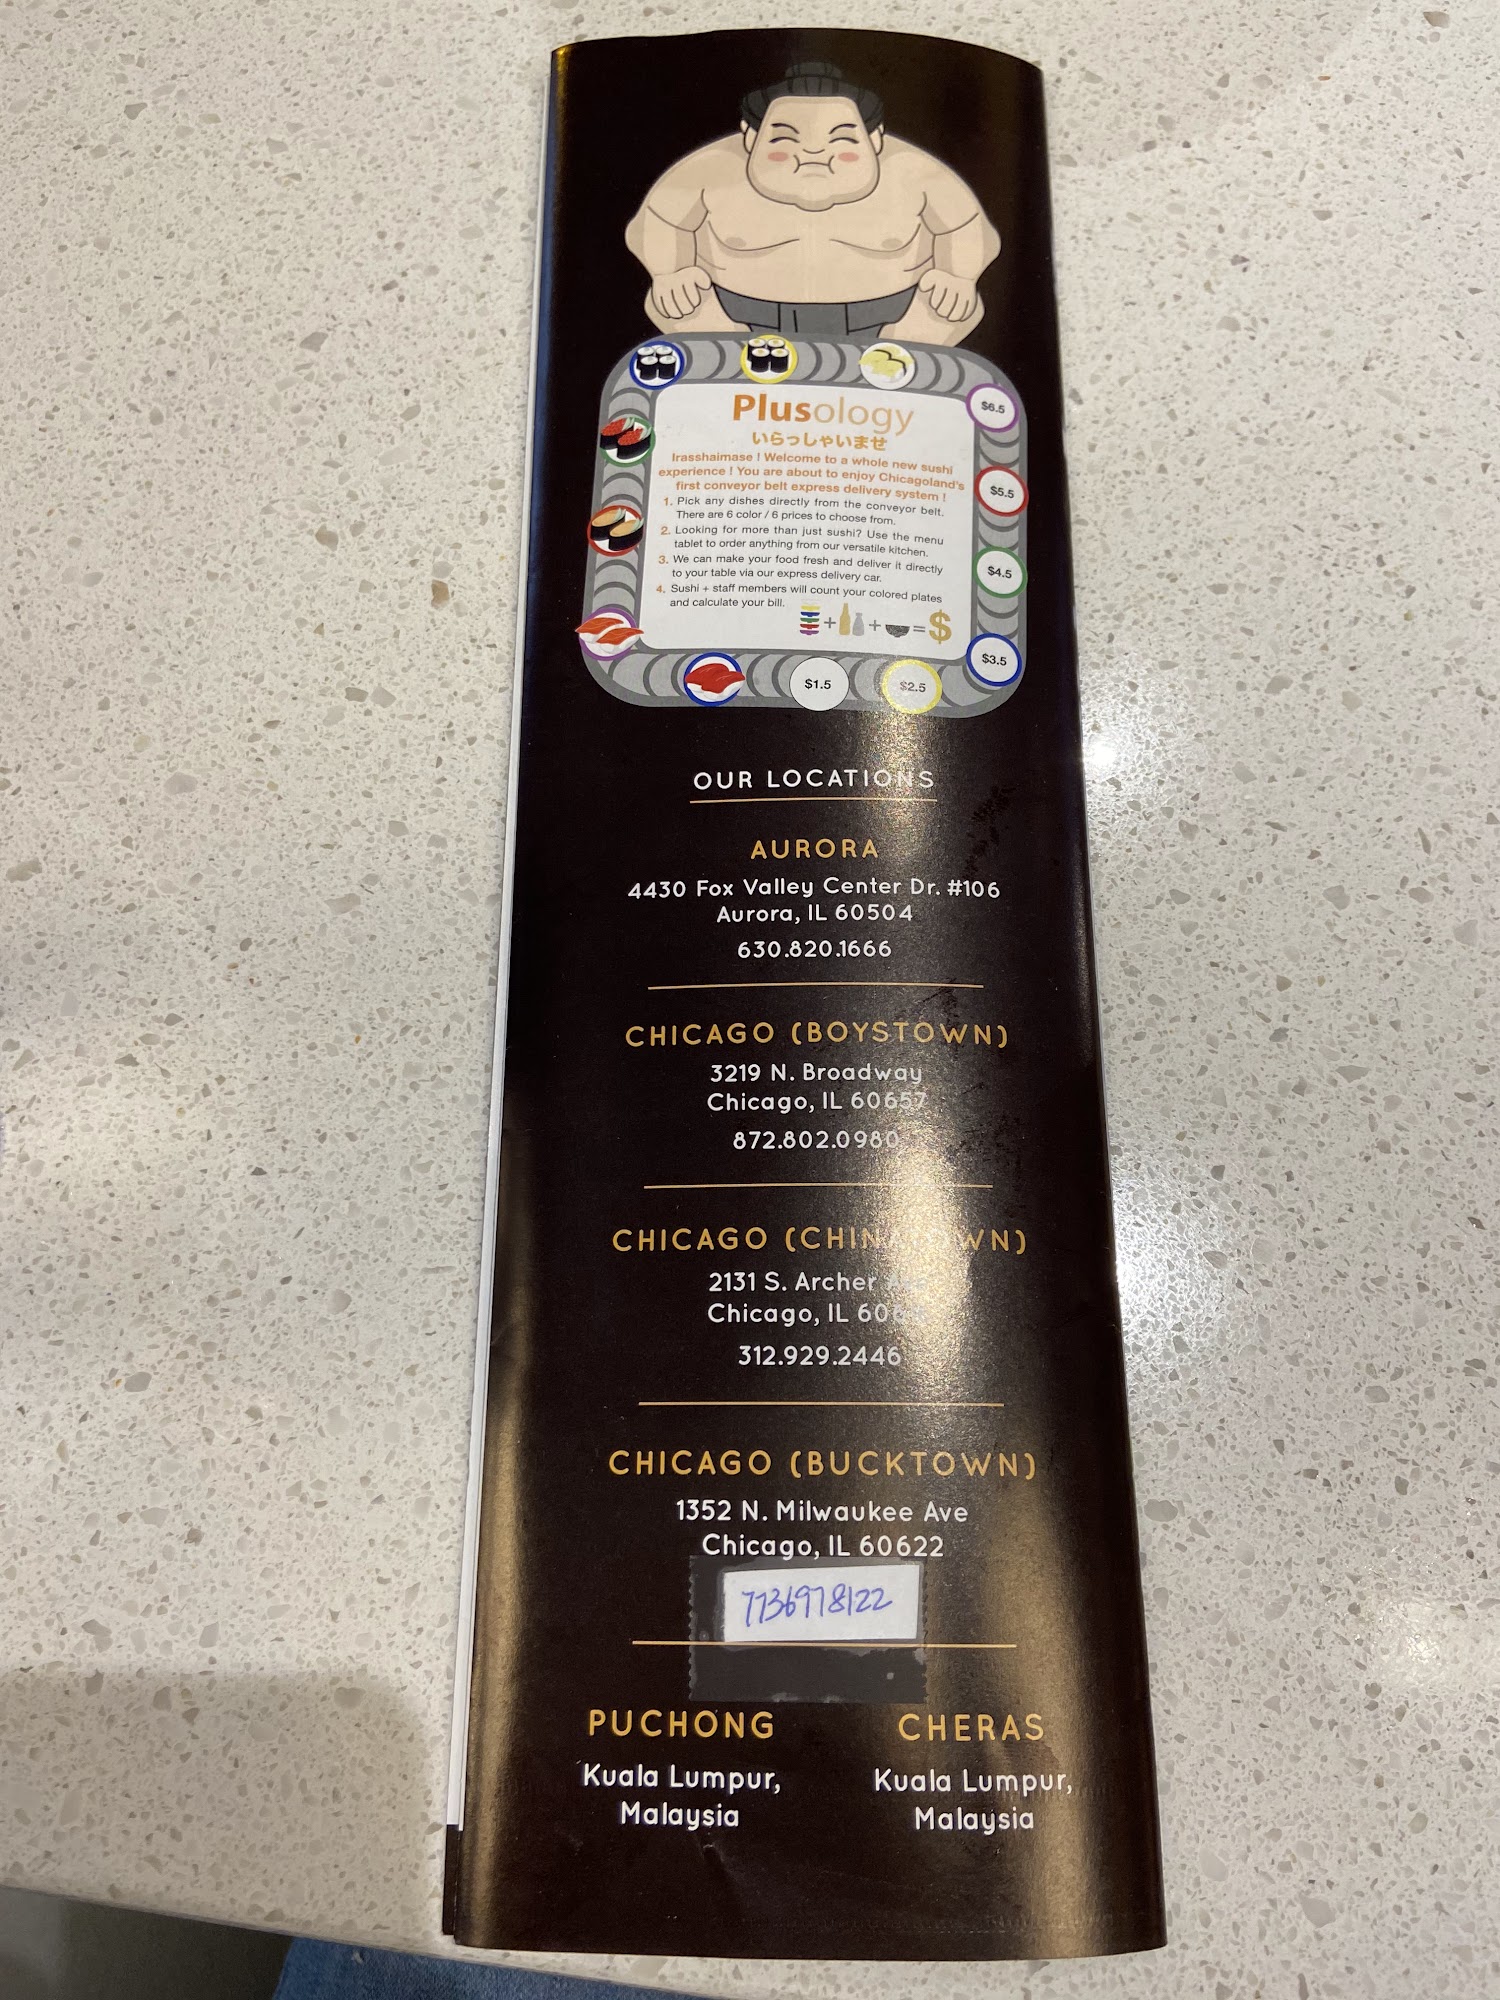 Plusology
いらっしゃいませ
Irasshaimase ! Welcome to a whole new sushi
experience ! You are about to enjoy Chicagoland's
first conveyor belt express delivery system !
1. Pick any dishes directly from the conveyor belt.
There are 6 color / 6 prices to choose from.
2. Looking for more than just sushi? Use the menu
tablet to order anything from our versatile kitchen.
3. We can make your food fresh and deliver it directly
to your table via our express delivery car.
4. Sushi + staff members will count your colored plates
and calculate your bill.
+ + = $
$6.5
$5.5
$4.5
$3.5
$2.5
$1.5
OUR LOCATIONS
AURORA
4430 Fox Valley Center Dr. #106
Aurora, IL 60504
630.820.1666
CHICAGO (BOYSTOWN)
3219 N. Broadway
Chicago, IL 60657
872.802.0980
CHICAGO (CHINATOWN)
2131 S. Archer
Chicago, IL
312.929.2446
CHICAGO (BUCKTOWN)
1352 N. Milwaukee Ave
Chicago, IL 60622
7736978122
PUCHONG
Kuala Lumpur,
Malaysia
CHERAS
Kuala Lumpur,
Malaysia